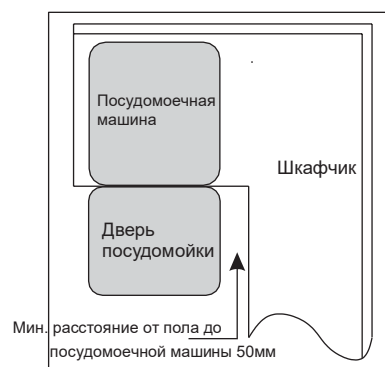 Посудомоечная
машина
Шкафчик
Дверь
посудомойки
Мин. расстояние от пола до
посудомоечной машины 50мм